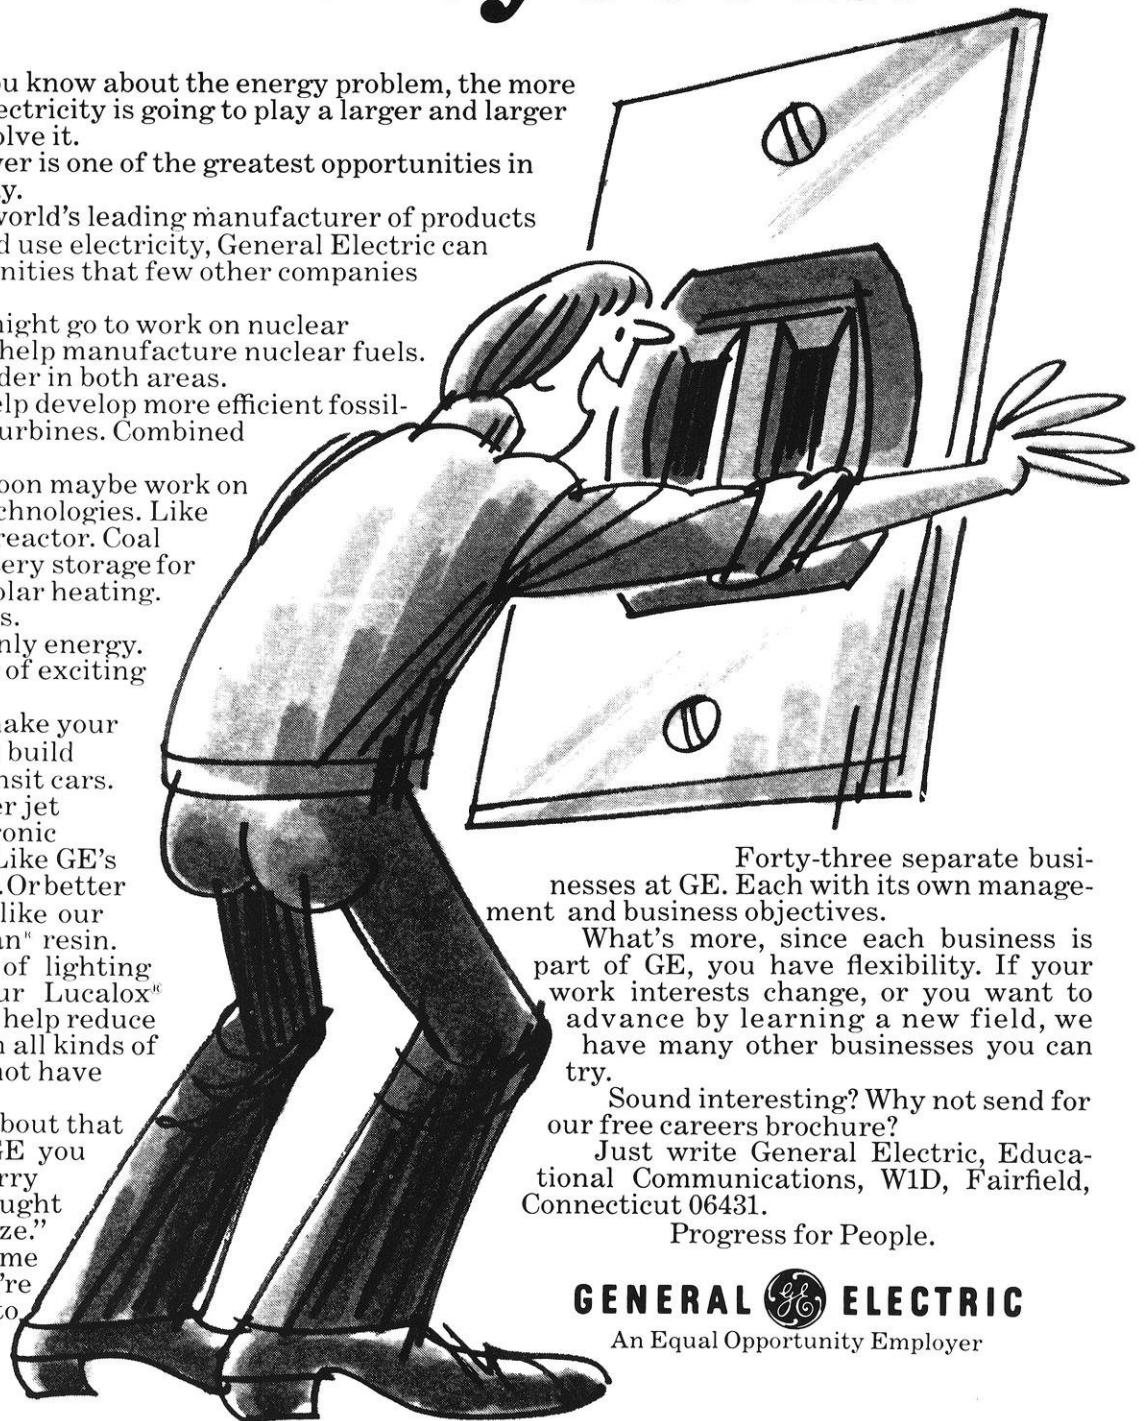 u know about the energy problem, the more
ectricity is going to play a larger and larger
olve it.
er is one of the greatest opportunities in
y.
world's leading manufacturer of products
d use electricity, General Electric can
nities that few other companies
night go to work on nuclear
help manufacture nuclear fuels.
der in both areas.
elp develop more efficient fossil-
urbines. Combined
oon maybe work on
chnologies. Like
reactor. Coal
ery storage for
olar heating.
s.
nly energy.
of exciting
ake your
build
nsit cars.
er jet
ronic
Like GE's
. Or better
like our
an® resin.
of lighting
ur Lucalox®
help reduce
n all kinds of
not have
bout that
GE you
rry
ught
ze."
me
're
to
Forty-three separate busi-
nesses at GE. Each with its own manage-
ment and business objectives.
What's more, since each business is
part of GE, you have flexibility. If your
work interests change, or you want to
advance by learning a new field, we
have many other businesses you can
try.
Sound interesting? Why not send for
our free careers brochure?
Just write General Electric, Educa-
tional Communications, W1D, Fairfield,
Connecticut 06431.
Progress for People.
GENERAL GE ELECTRIC
An Equal Opportunity Employer